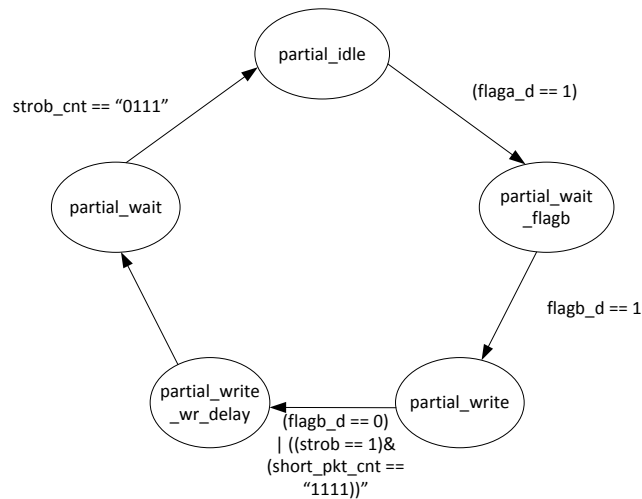 partial_idle
strob_cnt == “0111”
(flaga_d == 1)
partial_wait
partial_wait
_flagb
flagb_d == 1
partial_write
_wr_delay
partial_write
(flagb_d == 0)
| ((strob == 1)&
(short_pkt_cnt ==
“1111))”